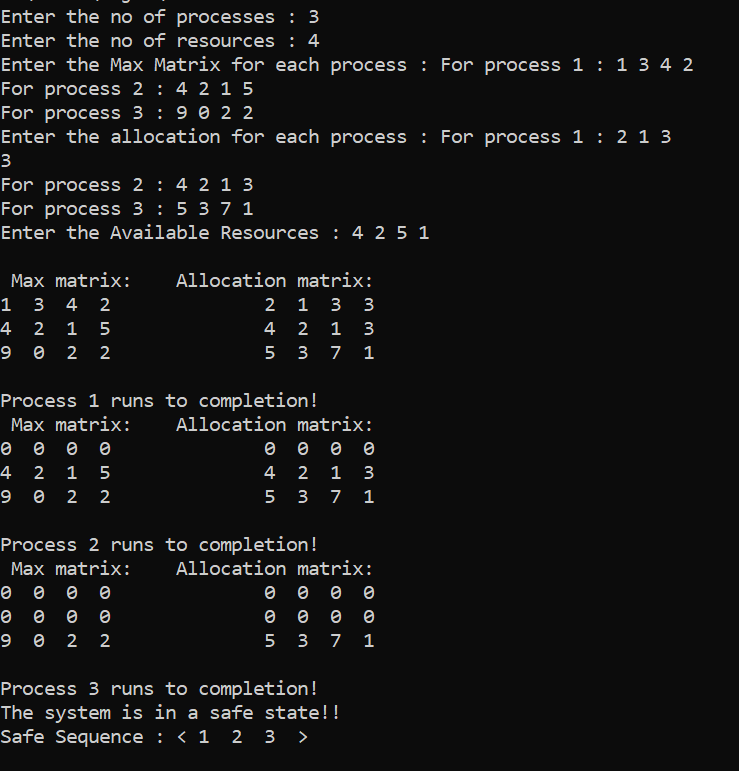 Enter the no of processes : 3
Enter the no of resources : 4
Enter the Max Matrix for each process : For process 1 : 1 3 4 2
For process 2 : 4 2 1 5
For process 3 : 9 0 2 2
Enter the allocation for each process : For process 1 : 2 1 3
3
For process 2 : 4 2 1 3
For process 3 : 5 3 7 1
Enter the Available Resources : 4 2 5 1

 Max matrix:    Allocation matrix:
1  3  4  2              2  1  3  3
4  2  1  5              4  2  1  3
9  0  2  2              5  3  7  1

Process 1 runs to completion!
 Max matrix:    Allocation matrix:
0  0  0  0              0  0  0  0
4  2  1  5              4  2  1  3
9  0  2  2              5  3  7  1

Process 2 runs to completion!
 Max matrix:    Allocation matrix:
0  0  0  0              0  0  0  0
0  0  0  0              0  0  0  0
9  0  2  2              5  3  7  1

Process 3 runs to completion!
The system is in a safe state!!
Safe Sequence : < 1  2  3  >